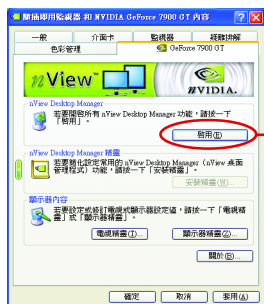 隨插即用監視器 和 NVIDIA GeForce 7900 GT 內容
一般 介面卡 監視器 疑難排解
色彩管理 GeForce 7900 GT
nView™
nVIDIA.
nView Desktop Manager
若要開啟所有 nView Desktop Manager 功能,請按一下
「啟用」。
啟用(E)
nView Desktop Manager 精靈
若要簡化設定常用的 nView Desktop Manager (nView 桌面
管理程式) 功能,請按一下「安裝精靈」。
安裝精靈(W)...
顯示器內容
若要設定或修訂電視或顯示器設定值,請按一下「電視精
靈」或「顯示器精靈」。
電視精靈(T)... 顯示器精靈(Z)...
關於(B)...
確定 取消 套用(A)